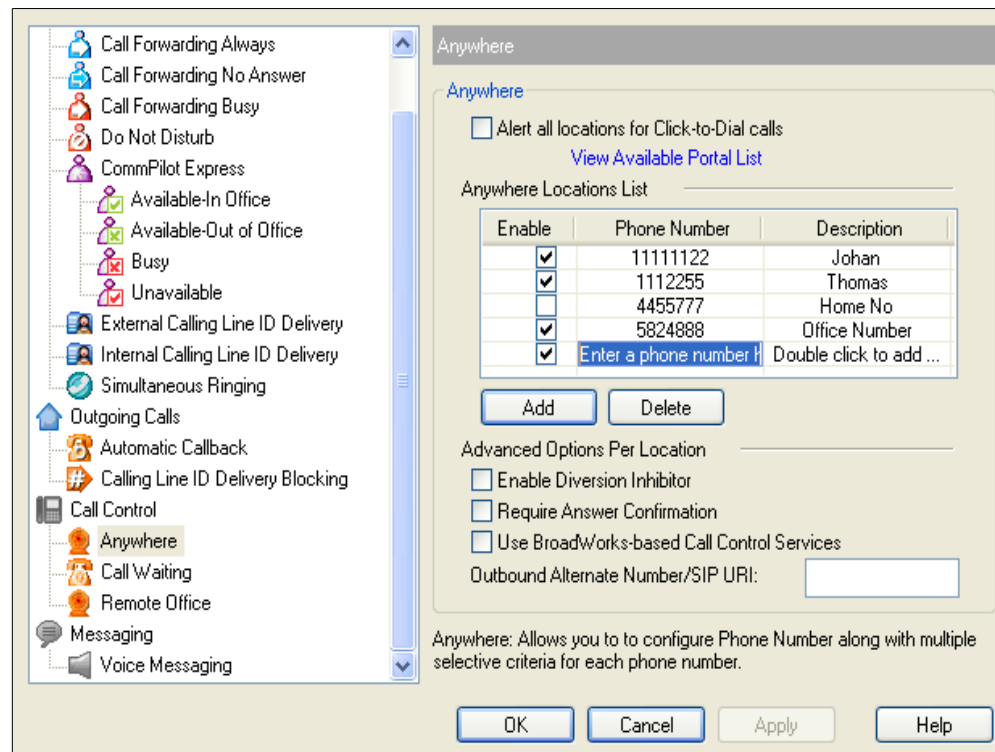 Call Forwarding Always
Call Forwarding No Answer
Call Forwarding Busy
Do Not Disturb
CommPilot Express
Available-In Office
Available-Out of Office
Busy
Unavailable
External Calling Line ID Delivery
Internal Calling Line ID Delivery
Simultaneous Ringing
Outgoing Calls
Automatic Callback
Calling Line ID Delivery Blocking
Call Control
Anywhere
Call Waiting
Remote Office
Messaging
Voice Messaging
Anywhere
Anywhere
Alert all locations for Click-to-Dial calls
View Available Portal List
Anywhere Locations List
Enable Phone Number Description
11111122 Johan
1112255 Thomas
4455777 Home No
5824888 Office Number
Enter a phone number Double click to add ...
Add Delete
Advanced Options Per Location
Enable Diversion Inhibitor
Require Answer Confirmation
Use BroadWorks-based Call Control Services
Outbound Alternate Number/SIP URI:
Anywhere: Allows you to to configure Phone Number along with multiple
selective criteria for each phone number.
OK Cancel Apply Help